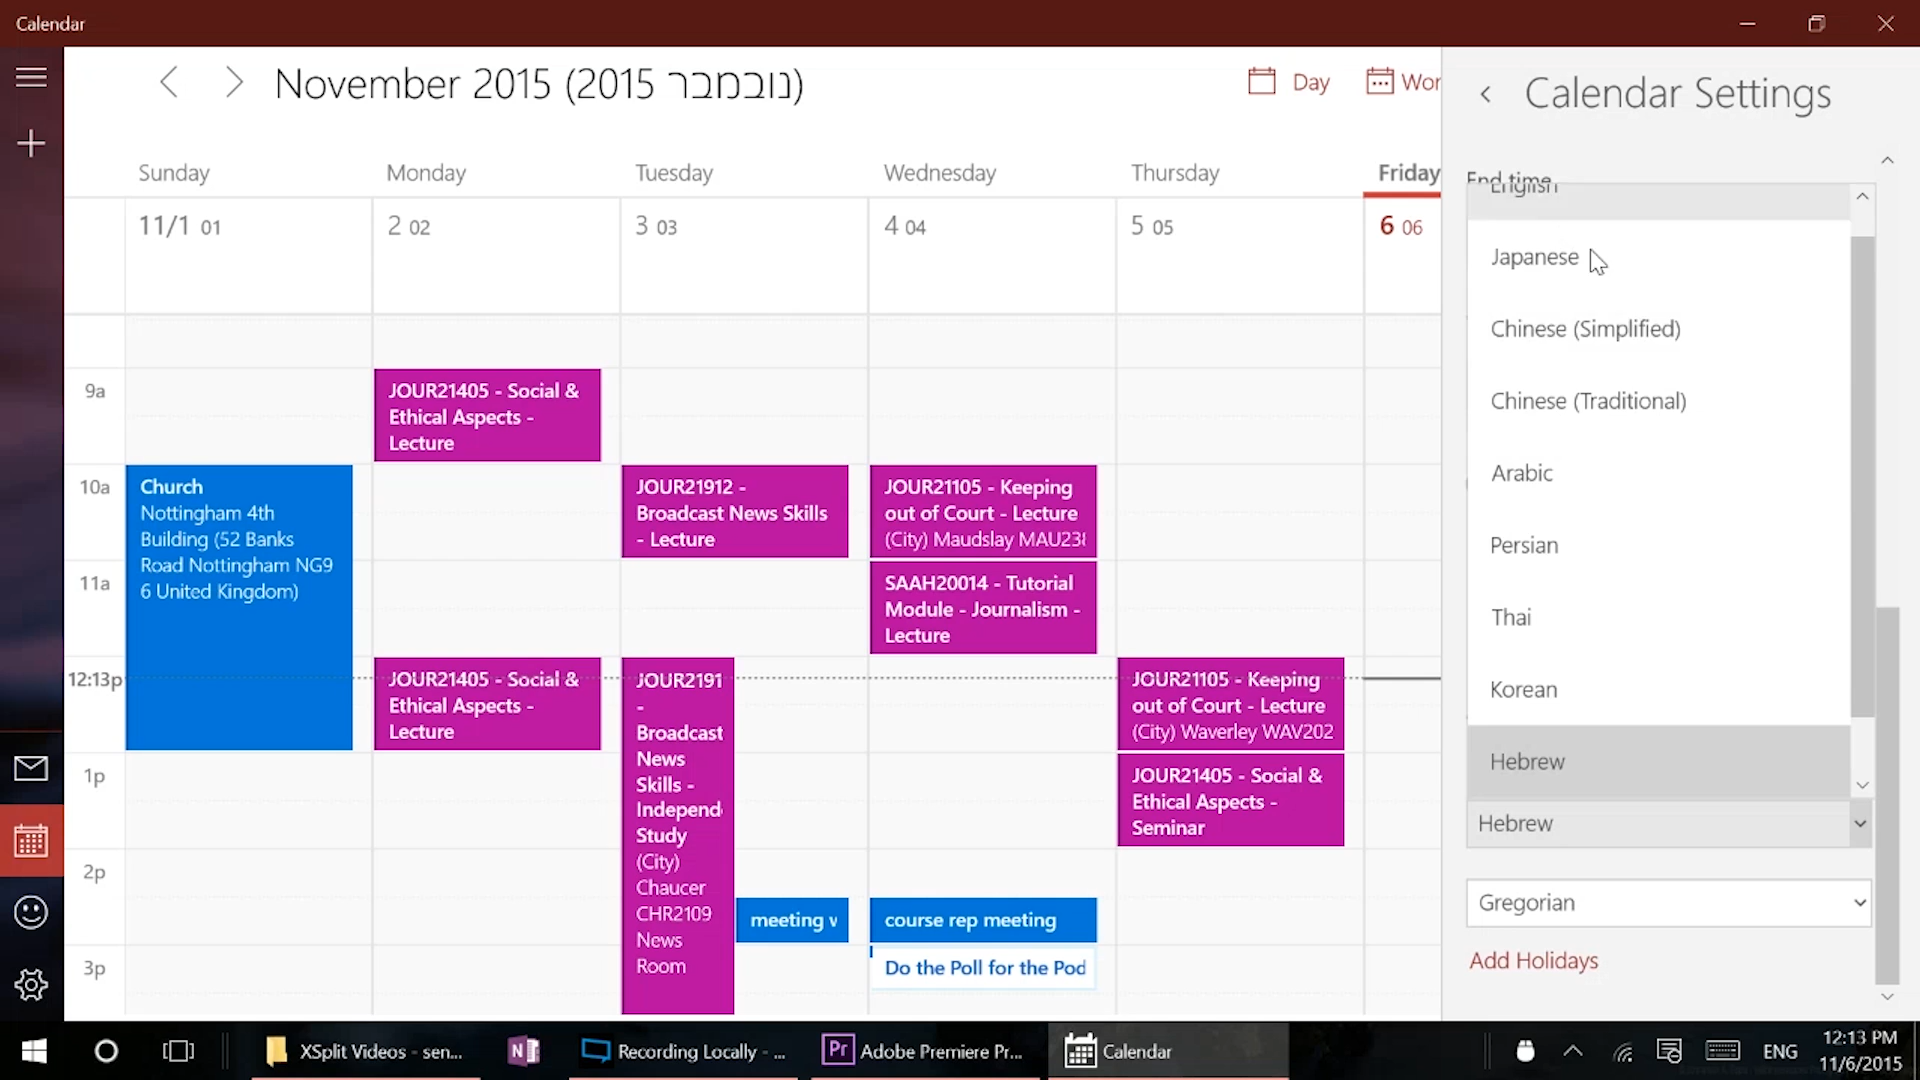 Calendar
November 2015 (נובמבר 2015)
Day
Wor
Sunday
Monday
Tuesday
Wednesday
Thursday
Friday
11/1 01
2 02
3 03
4 04
5 05
6 06
9a
10a
11a
12:13p
1p
2p
3p
Church
Nottingham 4th
Building (52 Banks
Road Nottingham NG9
6 United Kingdom)
JOUR21405 - Social &
Ethical Aspects -
Lecture
JOUR21405 - Social &
Ethical Aspects -
Lecture
JOUR21912 -
Broadcast News Skills
- Lecture
JOUR2191
-
Broadcast
News
Skills -
Independ
Study
(City)
Chaucer
CHR2109
News
Room
meeting
JOUR21105 - Keeping
out of Court - Lecture
(City) Maudslay MAU238
SAAH20014 - Tutorial
Module - Journalism -
Lecture
course rep meeting
Do the Poll for the Pod
JOUR21105 - Keeping
out of Court - Lecture
(City) Waverley WAV202
JOUR21405 - Social &
Ethical Aspects -
Seminar
Calendar Settings
End time
English
Japanese
Chinese (Simplified)
Chinese (Traditional)
Arabic
Persian
Thai
Korean
Hebrew
Hebrew
Gregorian
Add Holidays
XSplit Videos - sen...
N
Recording Locally - ...
Pr
Adobe Premiere Pr...
Calendar
ENG
12:13 PM
11/6/2015